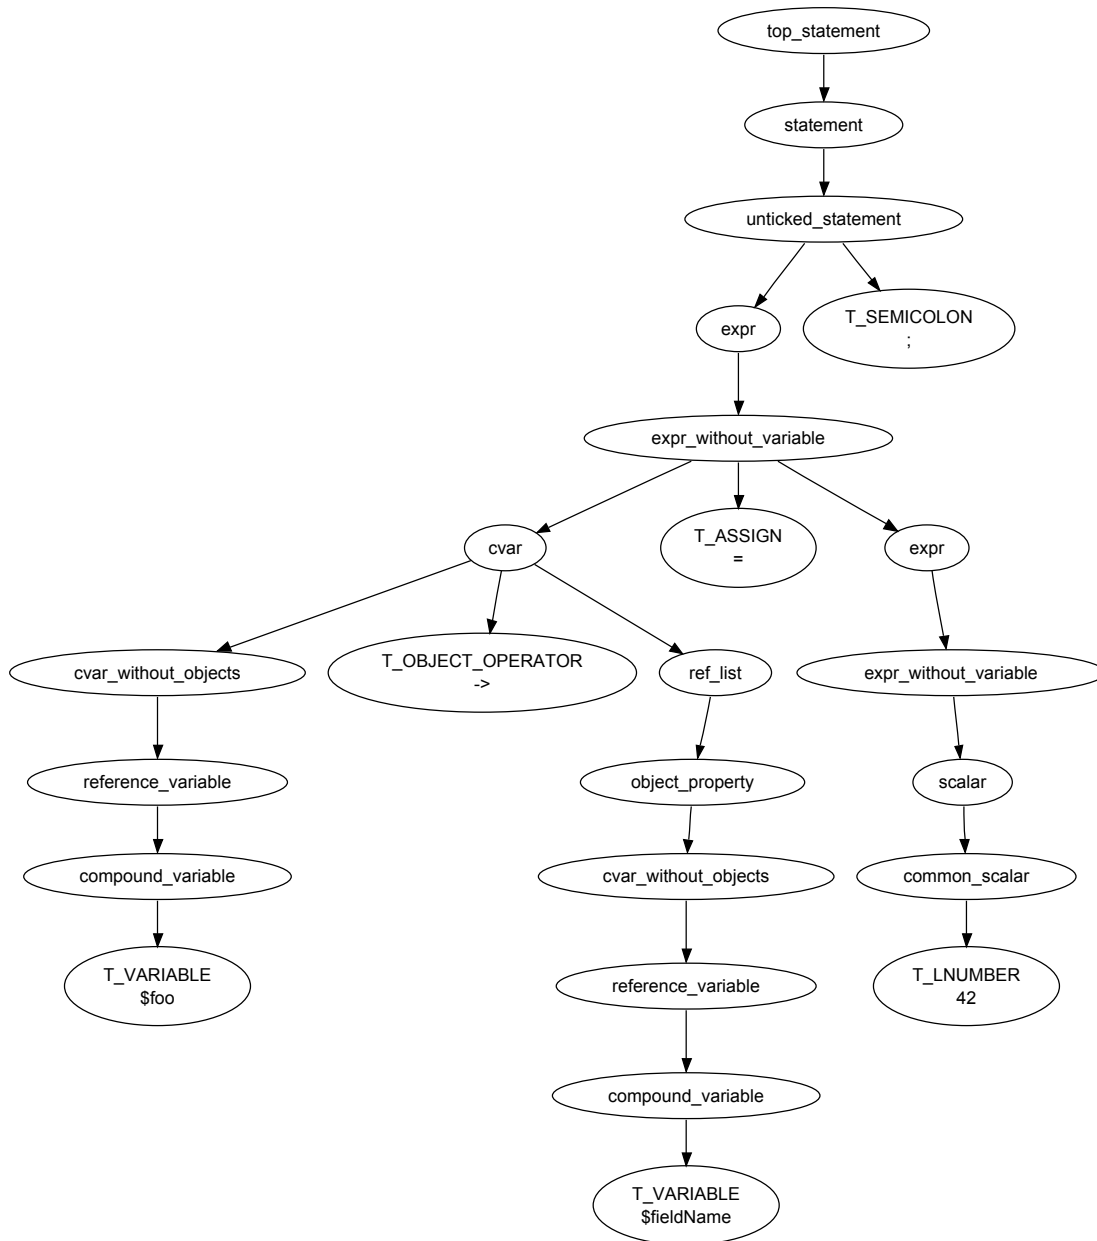 top_statement
statement
unticked_statement
expr
T_SEMICOLON
;
expr_without_variable
cvar
T_ASSIGN
=
expr
cvar_without_objects
T_OBJECT_OPERATOR
->
ref_list
expr_without_variable
reference_variable
object_property
scalar
compound_variable
cvar_without_objects
common_scalar
T_VARIABLE
$foo
reference_variable
T_LNUMBER
42
compound_variable
T_VARIABLE
$fieldName